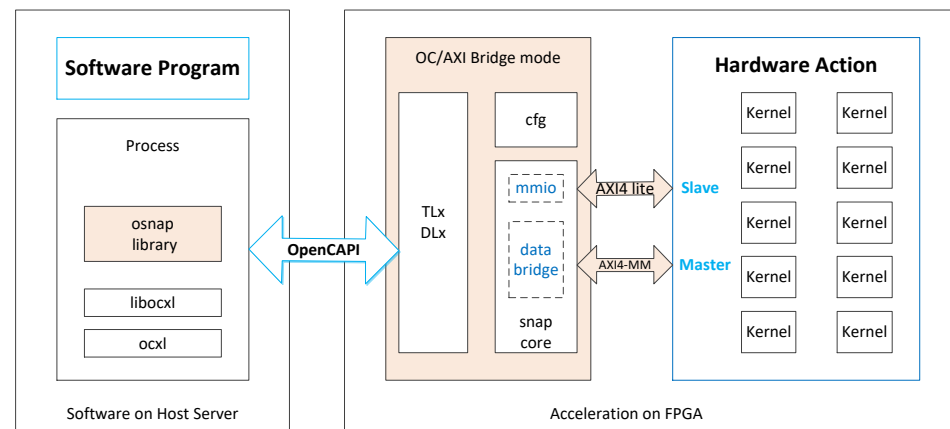 Software Program
Process
osnap
library
libocxl
ocxl
Software on Host Server
OpenCAPI
OC/AXI Bridge mode
TLx
DLx
cfg
mmio
data
bridge
snap
core
AXI4 lite
AXI4-MM
Hardware Action
Slave
Master
Kernel
Kernel
Kernel
Kernel
Kernel
Kernel
Kernel
Kernel
Kernel
Kernel
Acceleration on FPGA